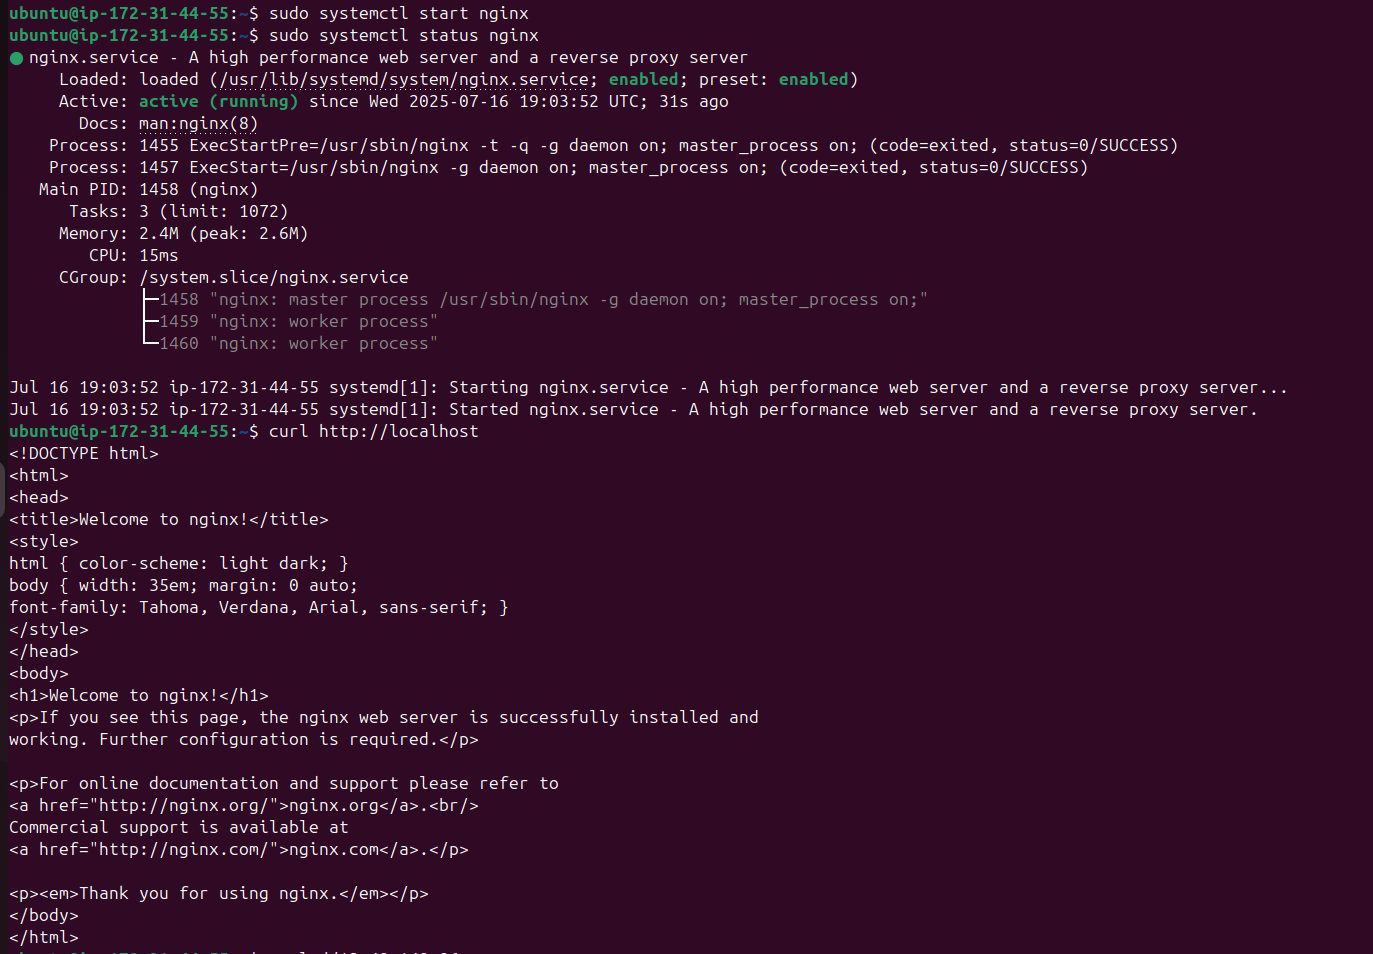 ubuntu@ip-172-31-44-55:~$ sudo systemctl start nginx
ubuntu@ip-172-31-44-55:~$ sudo systemctl status nginx
● nginx.service - A high performance web server and a reverse proxy server
     Loaded: loaded (/usr/lib/systemd/system/nginx.service; enabled; preset: enabled)
     Active: active (running) since Wed 2025-07-16 19:03:52 UTC; 31s ago
       Docs: man:nginx(8)
    Process: 1455 ExecStartPre=/usr/sbin/nginx -t -q -g daemon on; master_process on; (code=exited, status=0/SUCCESS)
    Process: 1457 ExecStart=/usr/sbin/nginx -g daemon on; master_process on; (code=exited, status=0/SUCCESS)
   Main PID: 1458 (nginx)
      Tasks: 3 (limit: 1072)
     Memory: 2.4M (peak: 2.6M)
        CPU: 15ms
     CGroup: /system.slice/nginx.service
             ├─1458 "nginx: master process /usr/sbin/nginx -g daemon on; master_process on;"
             ├─1459 "nginx: worker process"
             └─1460 "nginx: worker process"
Jul 16 19:03:52 ip-172-31-44-55 systemd[1]: Starting nginx.service - A high performance web server and a reverse proxy server...
Jul 16 19:03:52 ip-172-31-44-55 systemd[1]: Started nginx.service - A high performance web server and a reverse proxy server.
ubuntu@ip-172-31-44-55:~$ curl http://localhost
<!DOCTYPE html>
<html>
<head>
<title>Welcome to nginx!</title>
<style>
html { color-scheme: light dark; }
body { width: 35em; margin: 0 auto;
font-family: Tahoma, Verdana, Arial, sans-serif; }
</style>
</head>
<body>
<h1>Welcome to nginx!</h1>
<p>If you see this page, the nginx web server is successfully installed and
working. Further configuration is required.</p>
<p>For online documentation and support please refer to
<a href="http://nginx.org/">nginx.org</a>.<br/>
Commercial support is available at
<a href="http://nginx.com/">nginx.com</a>.</p>
<p><em>Thank you for using nginx.</em></p>
</body>
</html>